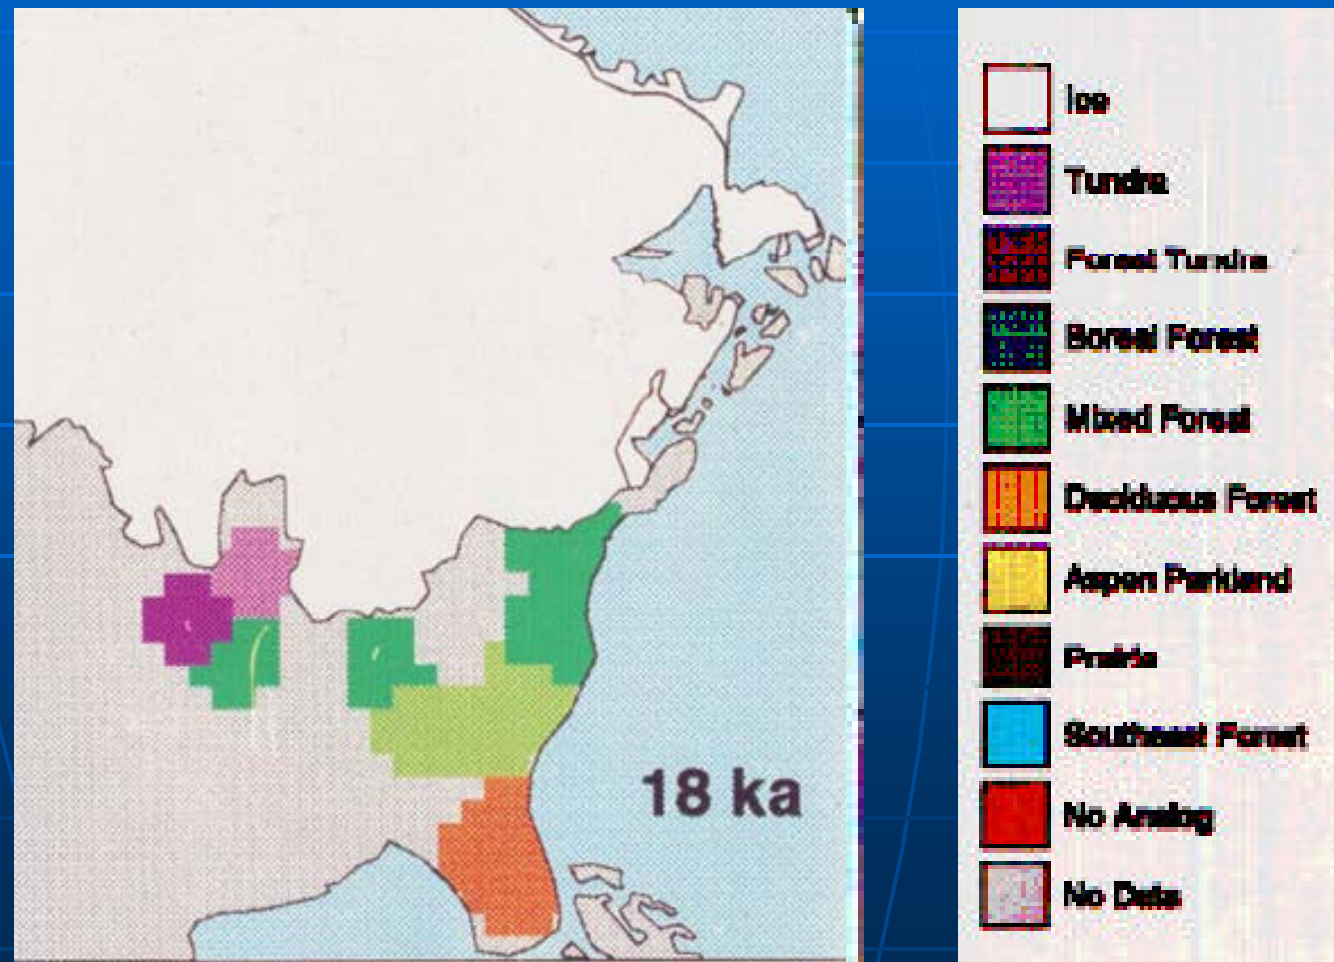 18 ka
Ice
Tundra
Forest Tundra
Boreal Forest
Mixed Forest
Deciduous Forest
Aspen Parkland
Prairie
Southeast Forest
No Analog
No Data